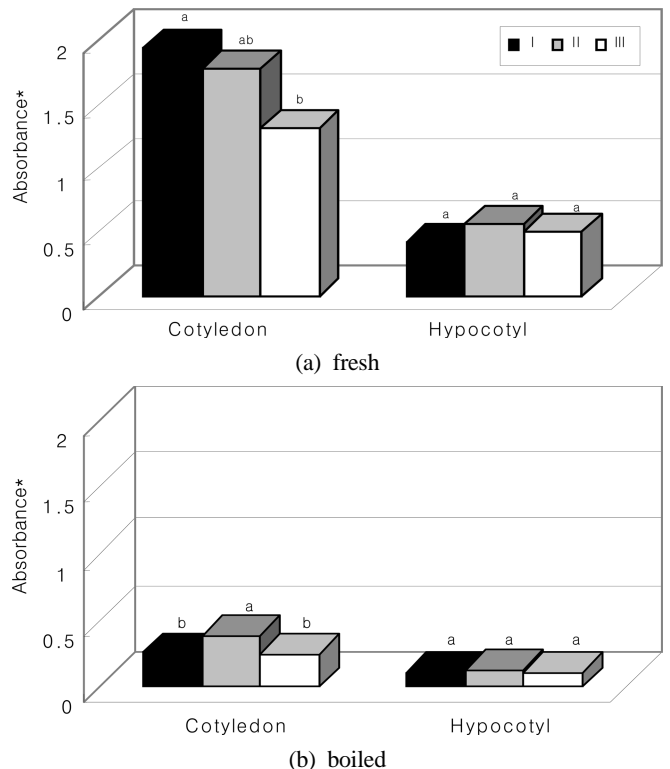 a
ab
b
I II III
2
1.5
1
0.5
0
Absorbance*
a
a
a
Cotyledon Hypocotyl
(a) fresh
2
1.5
1
0.5
0
Absorbance*
b
a
b
a
a
a
Cotyledon Hypocotyl
(b) boiled